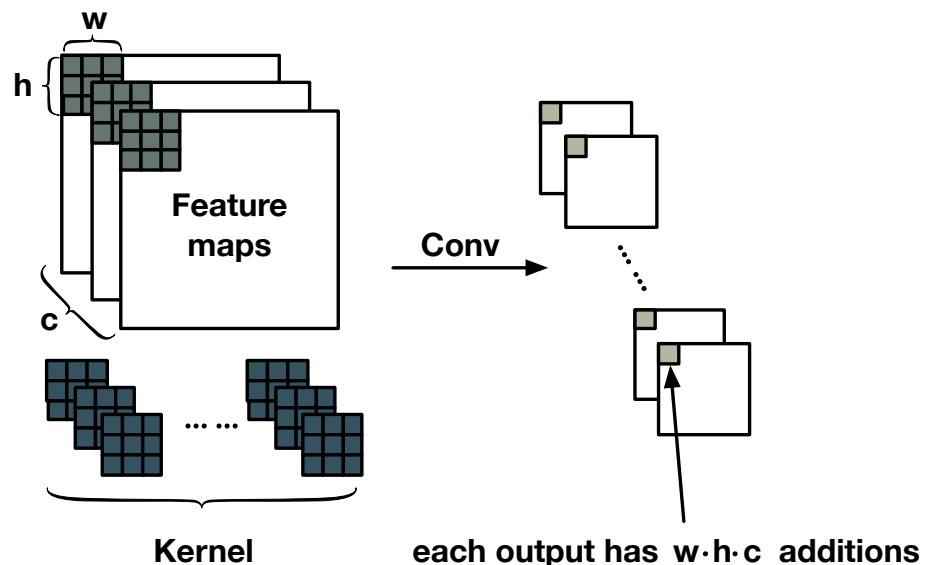 w
h
Feature
maps
Conv
c
... ...
Kernel
each output has w·h·c additions